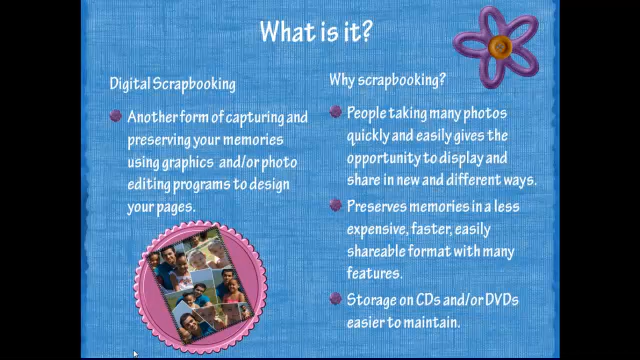 What is it?
Digital Scrapbooking
Another form of capturing and
preserving your memories
using graphics and/or photo
editing programs to design
your pages.
Why scrapbooking?
People taking many photos
quickly and easily gives the
opportunity to display and
share in new and different ways.
Preserves memories in a less
expensive, faster, easily
shareable format with many
features.
Storage on CDs and/or DVDs
easier to maintain.